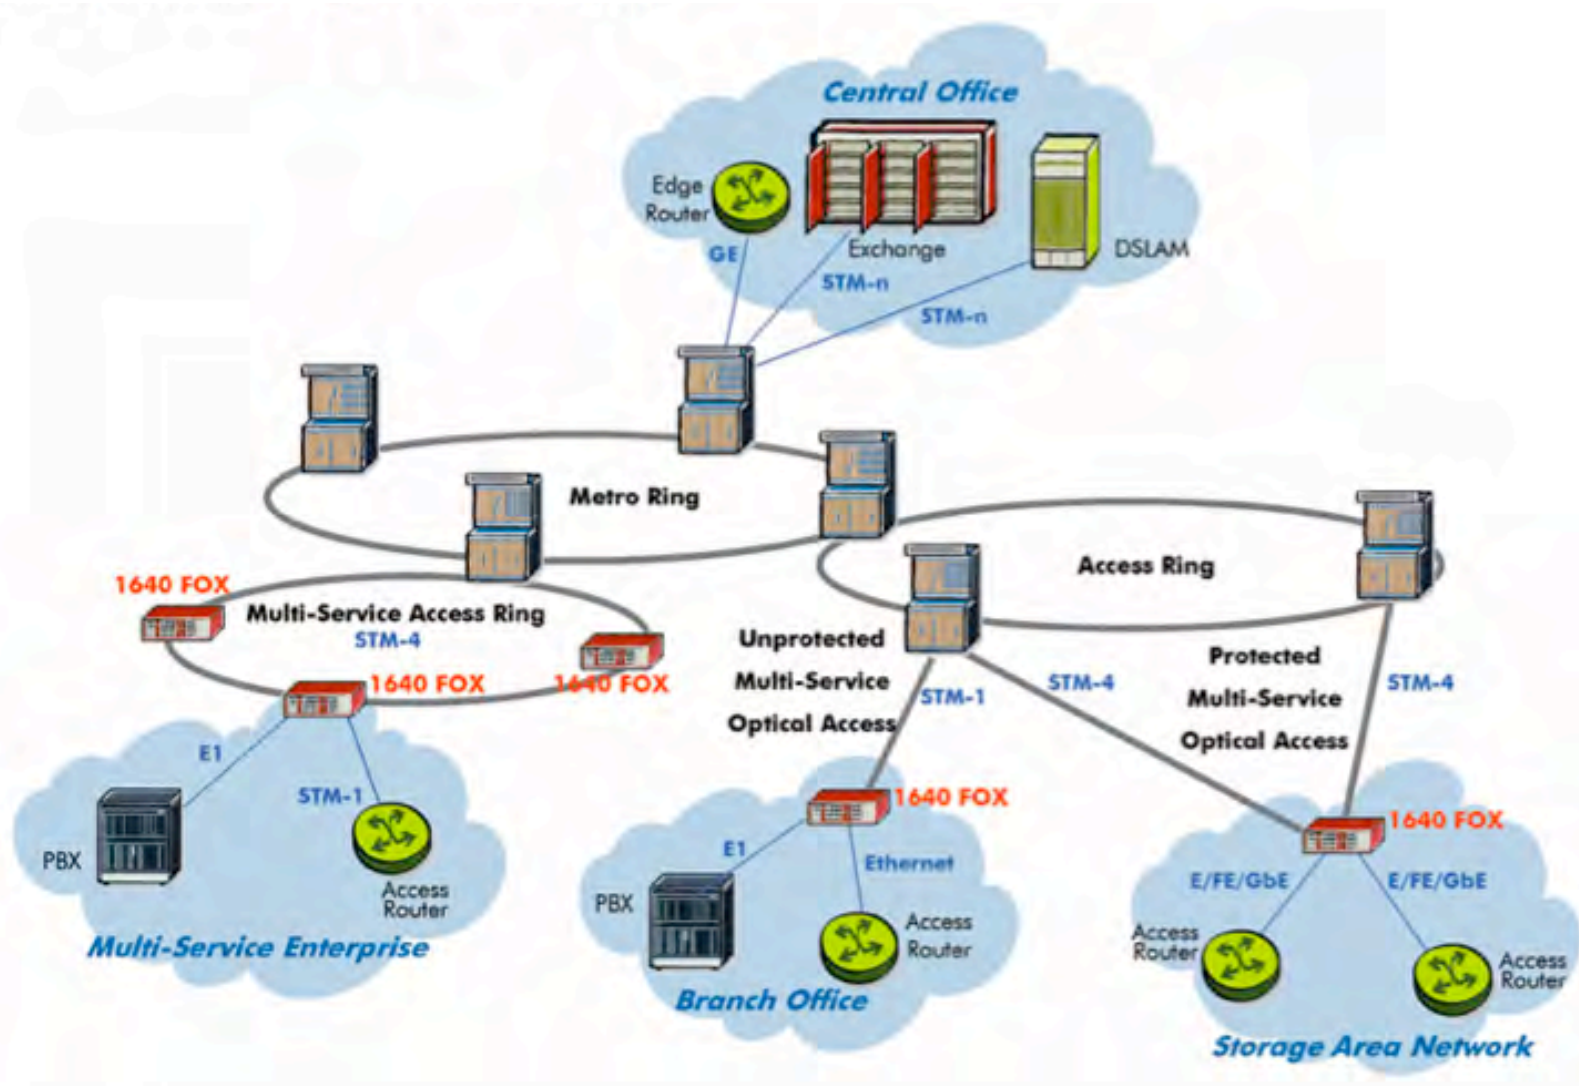 Central Office
Edge
Router
GE
Exchange
DSLAM
STM-n
STM-n
Metro Ring
1640 FOX
Multi-Service Access Ring
STM-4
1640 FOX
1640 FOX
Access Ring
Unprotected
Multi-Service
Optical Access
STM-1
STM-4
Protected
Multi-Service
Optical Access
STM-4
E1
STM-1
PBX
Access
Router
Multi-Service Enterprise
1640 FOX
E1
Ethernet
PBX
Access
Router
Branch Office
1640 FOX
E/FE/GbE
E/FE/GbE
Access
Router
Access
Router
Storage Area Network